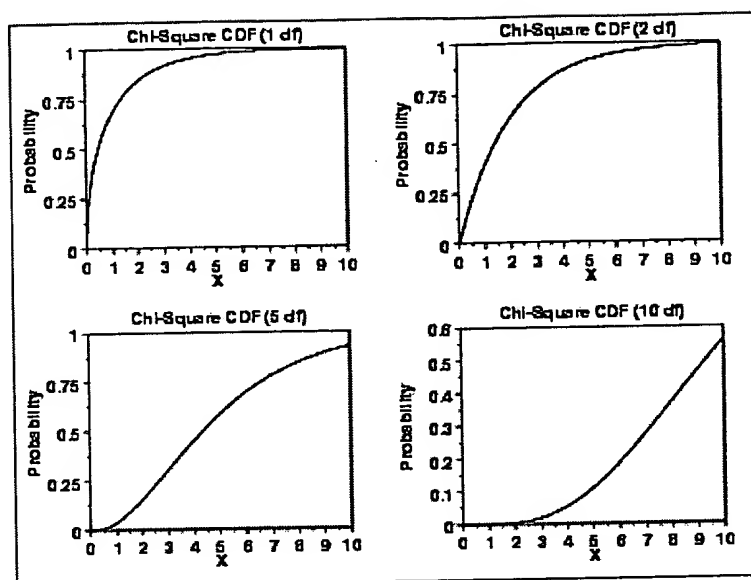 Chi-Square CDF (1 df)
1
0.75
0.5
0.25
0
Probability
0 1 2 3 4 5 6 7 8 9 10
X
Chi-Square CDF (2 df)
1
0.75
0.5
0.25
0
Probability
0 1 2 3 4 5 6 7 8 9 10
X
Chi-Square CDF (5 df)
1
0.75
0.5
0.25
0
Probability
0 1 2 3 4 5 6 7 8 9 10
X
Chi-Square CDF (10 df)
0.6
0.5
0.4
0.3
0.2
0.1
0
Probability
0 1 2 3 4 5 6 7 8 9 10
X